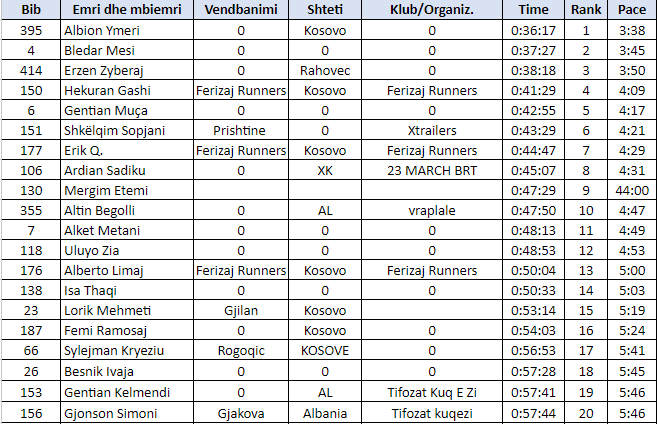 Bib Emri dhe mbiemri Vendbanimi Shteti Klub/Organiz. Time Rank Pace
395 Albion Ymeri 0 Kosovo 0 0:36:17 1 3:38
4 Bledar Mesi 0 0 0 0:37:27 2 3:45
414 Erzen Zyberaj 0 Rahovec 0 0:38:18 3 3:50
150 Hekuran Gashi Ferizaj Runners Kosovo Ferizaj Runners 0:41:29 4 4:09
6 Gentian Muça 0 0 0 0:42:55 5 4:17
151 Shkëlqim Sopjani Prishtine 0 Xtrailers 0:43:29 6 4:21
177 Erik Q. Ferizaj Runners Kosovo Ferizaj Runners 0:44:47 7 4:29
106 Ardian Sadiku 0 XK 23 MARCH BRT 0:45:07 8 4:31
130 Mergim Etemi 0:47:29 9 44:00
355 Altin Begolli 0 AL vraplale 0:47:50 10 4:47
7 Alket Metani 0 0 0 0:48:13 11 4:49
118 Uluyo Zia 0 0 0 0:48:53 12 4:53
176 Alberto Limaj Ferizaj Runners Kosovo Ferizaj Runners 0:50:04 13 5:00
138 Isa Thaqi 0 0 0 0:50:33 14 5:03
23 Lorik Mehmeti Gjilan Kosovo 0:53:14 15 5:19
187 Femi Ramosaj 0 Kosovo 0 0:54:03 16 5:24
66 Sylejman Kryeziu Rogoqic KOSOVE 0 0:56:53 17 5:41
26 Besnik Ivaja 0 0 0 0:57:28 18 5:45
153 Gentian Kelmendi 0 AL Tifozat Kuq E Zi 0:57:41 19 5:46
156 Gjonson Simoni Gjakova Albania Tifozat kuqezi 0:57:44 20 5:46